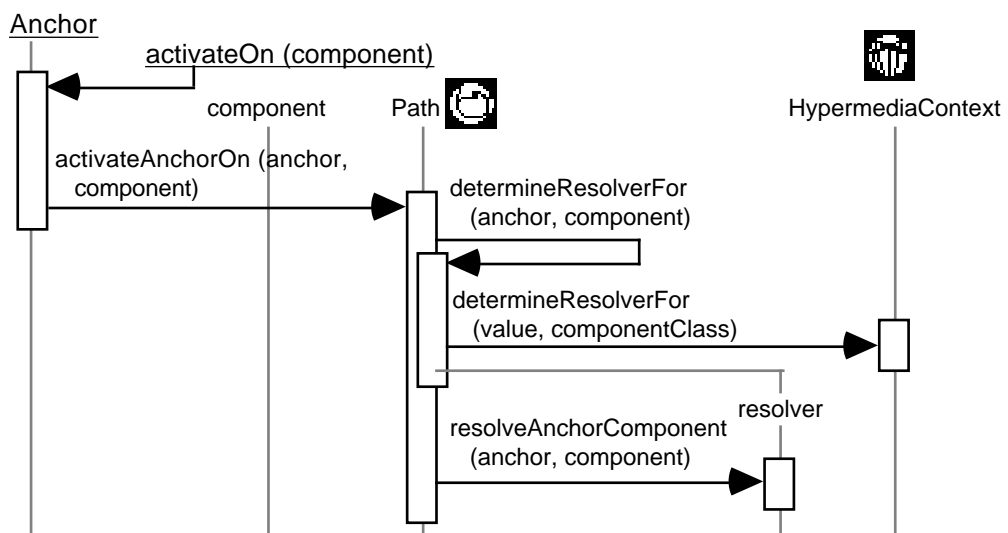 Anchor
activateOn (component)
component
Path
HypermediaContext
activateAnchorOn (anchor,
component)
determineResolverFor
(anchor, component)
determineResolverFor
(value, componentClass)
resolver
resolveAnchorComponent
(anchor, component)